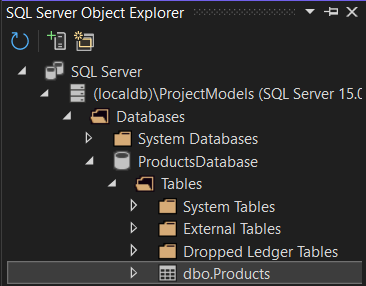 SQL Server Object Explorer
SQL Server
(localdb)\ProjectModels (SQL Server 15.0
Databases
System Databases
ProductsDatabase
Tables
System Tables
External Tables
Dropped Ledger Tables
dbo.Products